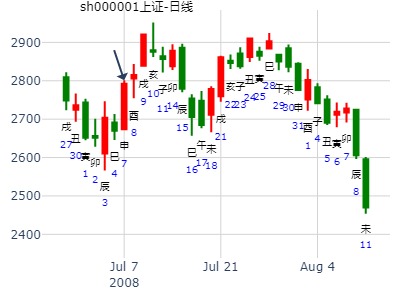 sh000001上证-日线
2900
2800
2700
2600
2500
2400
戌
27
丑
30
寅
1
卯
2
辰
3
巳
4
申
7
酉
8
戌
9
亥
10
子
11
卯
14
辰
15
巳
16
午
17
未
18
戌
21
亥
22
子
23
丑
24
寅
25
巳
28
午
29
未
30
申
31
酉
1
子
4
丑
5
寅
6
卯
7
辰
8
未
11
Jul 7
2008
Jul 21
Aug 4